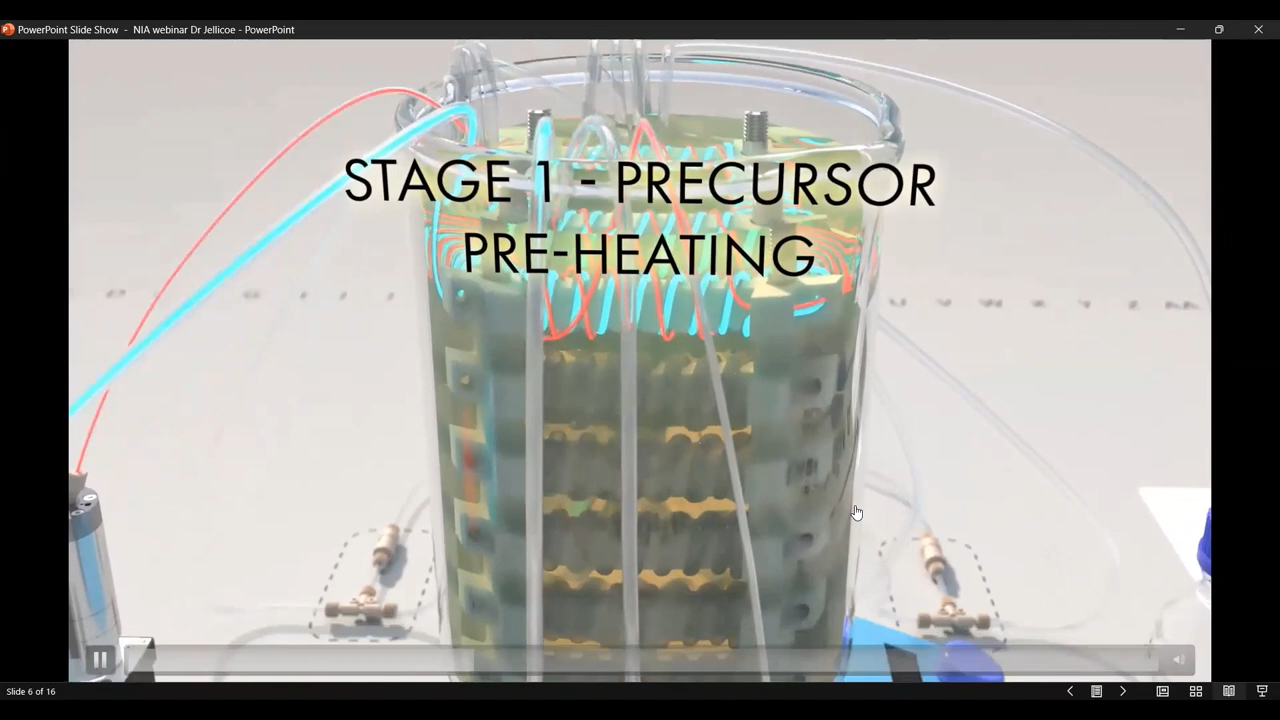 PowerPoint Slide Show - NIA webinar Dr Jellicoe - PowerPoint
STAGE 1 - PRECURSOR
PRE-HEATING
Slide 6 of 16